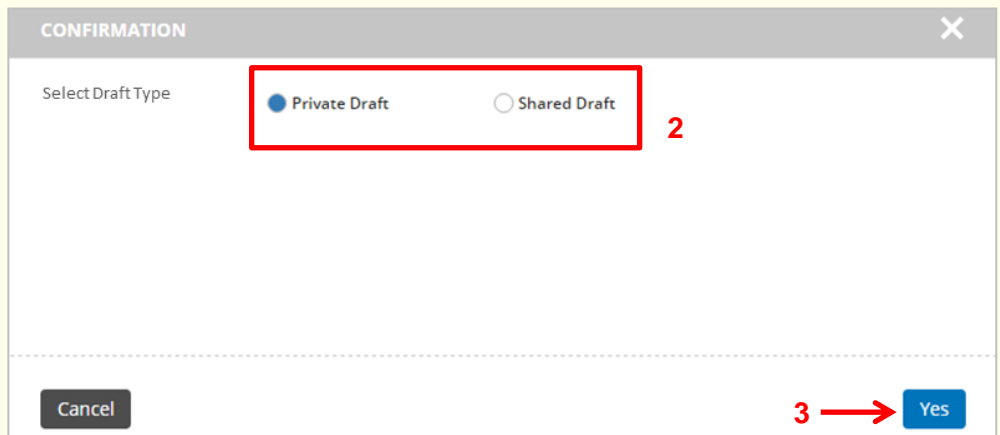 CONFIRMATION
Select Draft Type
Private Draft Shared Draft
2
Cancel
3 Yes